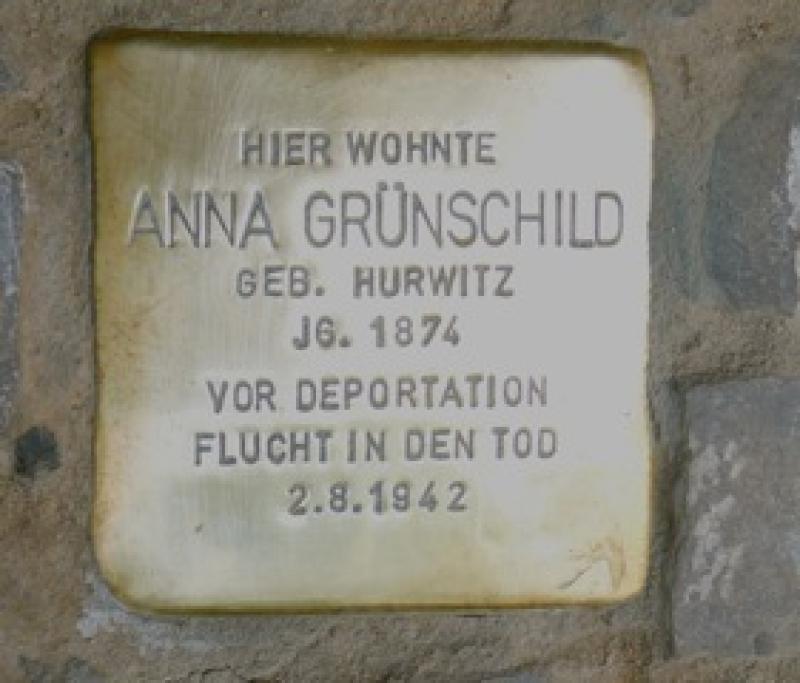 HIER WOHNTE
ANNA GRÜNSCHILD
GEB. HURWITZ
JG. 1874
VOR DEPORTATION
FLUCHT IN DEN TOD
2.8.1942